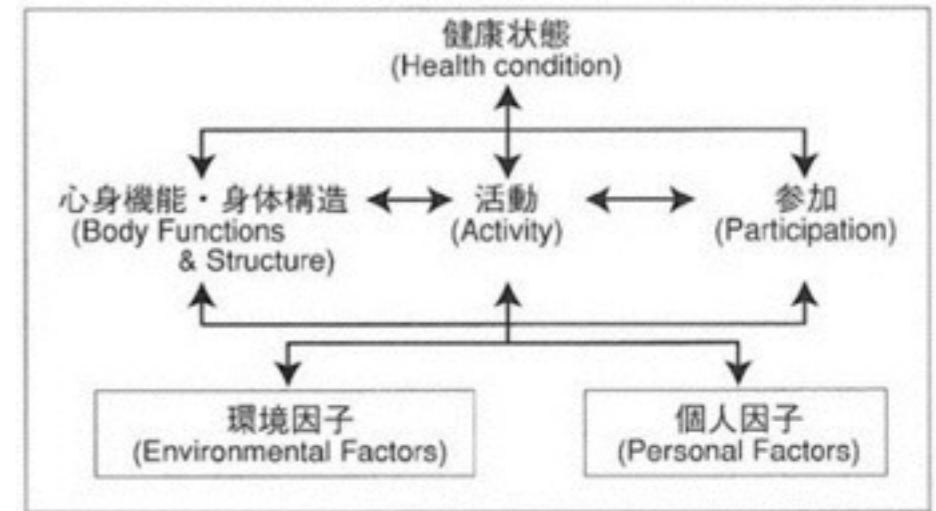 健康状態
(Health condition)
心身機能・身体構造
(Body Functions
& Structure)
活動
(Activity)
参加
(Participation)
環境因子
(Environmental Factors)
個人因子
(Personal Factors)